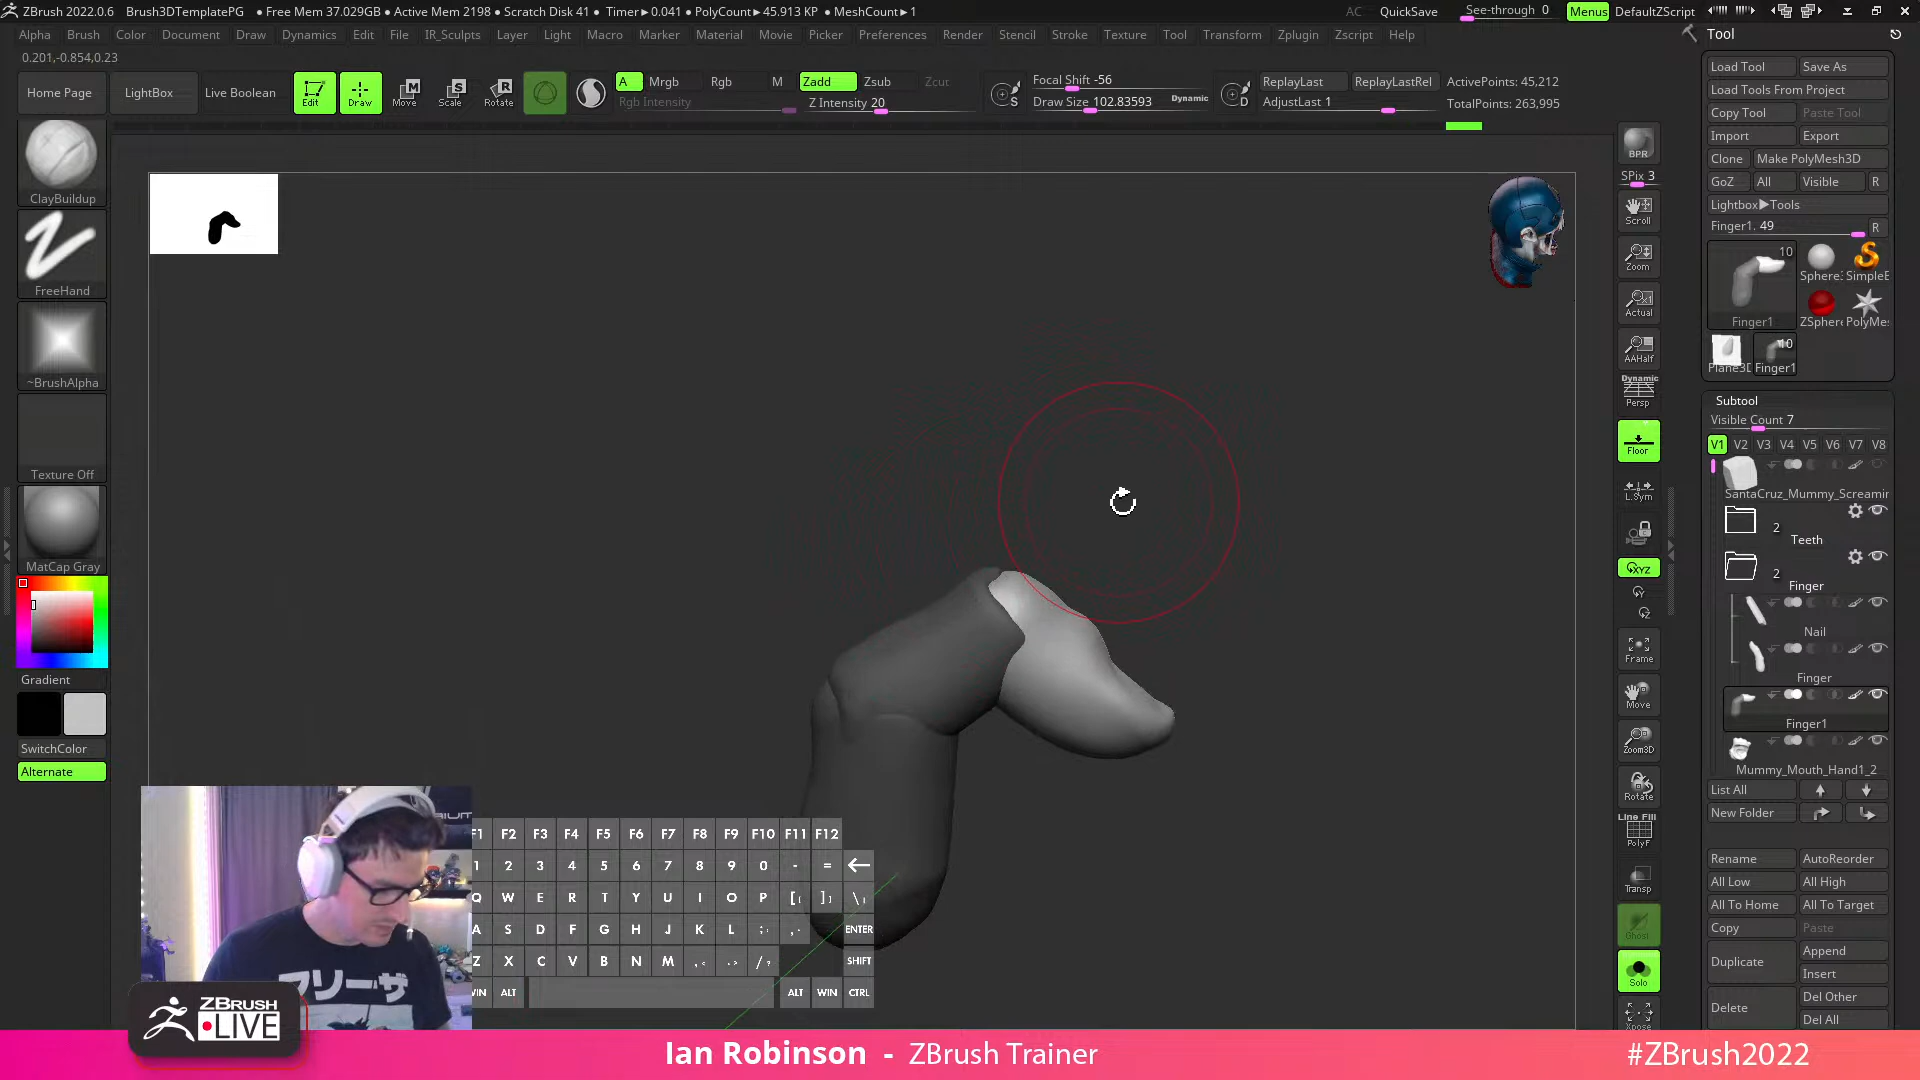 ZBrush 2022.0.6 Brush3DTemplatePG ● Free Mem 37.029GB ● Active Mem 2198 ● Scratch Disk 41 ● Timer▶0.041 ● PolyCount▶45.913 KP ● MeshCount▶1 AC QuickSave See-through 0 Menus DefaultZScript
Alpha Brush Color Document Draw Dynamics Edit File IR_Sculpts Layer Light Macro Marker Material Movie Picker Preferences Render Stencil Stroke Texture Tool Transform Zplugin Zscript Help
0.201,-0.854,0.23
Home Page LightBox Live Boolean Edit Draw Move Scale Rotate
A Mrgb Rgb M Zadd Zsub Zcut
Rgb Intensity Z Intensity 20
Focal Shift -56
Draw Size 102.83593 Dynamic
ReplayLast ReplayLastRel ActivePoints: 45,212
AdjustLast 1 TotalPoints: 263,995
ClayBuildup
FreeHand
~BrushAlpha
Texture Off
MatCap Gray
Gradient
SwitchColor
Alternate
BPR
SPix 3
Scroll
Zoom
Actual
AAHalf
Dynamic
Persp
Floor
L.Sym
XYZ
Y
Z
Frame
Move
Zoom3D
Rotate
Line Fill
PolyF
Transp
Ghost
Solo
Xpose
Tool
Load Tool Save As
Load Tools From Project
Copy Tool Paste Tool
Import Export
Clone Make PolyMesh3D
GoZ All Visible R
Lightbox▶Tools
Finger1. 49 R
10
Finger1
10
Finger1
Subtool
Visible Count 7
V1 V2 V3 V4 V5 V6 V7 V8
SantaCruz_Mummy_Screamin
2
Teeth
2
Finger
Nail
Finger
Finger1
Mummy_Mouth_Hand1_2
List All
New Folder
Rename AutoReorder
All Low All High
All To Home All To Target
Copy Paste
Duplicate Append
Insert
Delete Del Other
Del All
F1 F2 F3 F4 F5 F6 F7 F8 F9 F10 F11 F12
1 2 3 4 5 6 7 8 9 0 - =
Q W E R T Y U I O P [ ] \
A S D F G H J K L ; ENTER
Z X C V B N M , . / SHIFT
WIN ALT ALT WIN CTRL
フリーザ
ZBRUSH
LIVE
Ian Robinson - ZBrush Trainer
#ZBrush2022